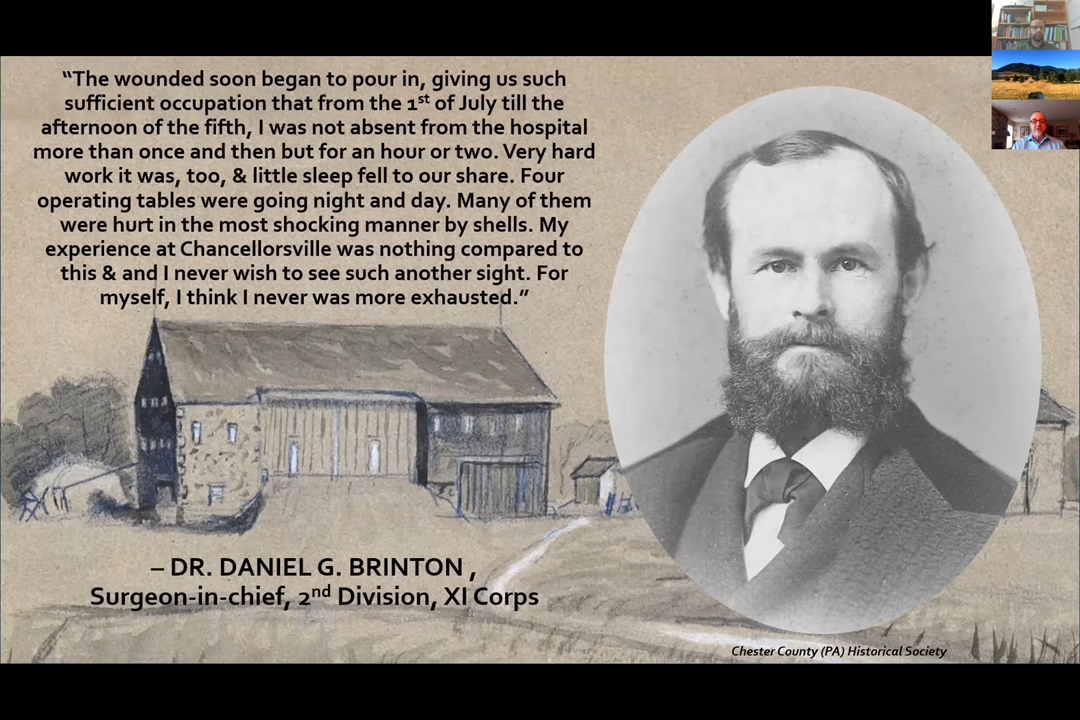 “The wounded soon began to pour in, giving us such
sufficient occupation that from the 1st of July till the
afternoon of the fifth, I was not absent from the hospital
more than once and then but for an hour or two. Very hard
work it was, too, & little sleep fell to our share. Four
operating tables were going night and day. Many of them
were hurt in the most shocking manner by shells. My
experience at Chancellorsville was nothing compared to
this & and I never wish to see such another sight. For
myself, I think I never was more exhausted.”
– DR. DANIEL G. BRINTON ,
Surgeon-in-chief, 2nd Division, XI Corps
Chester County (PA) Historical Society